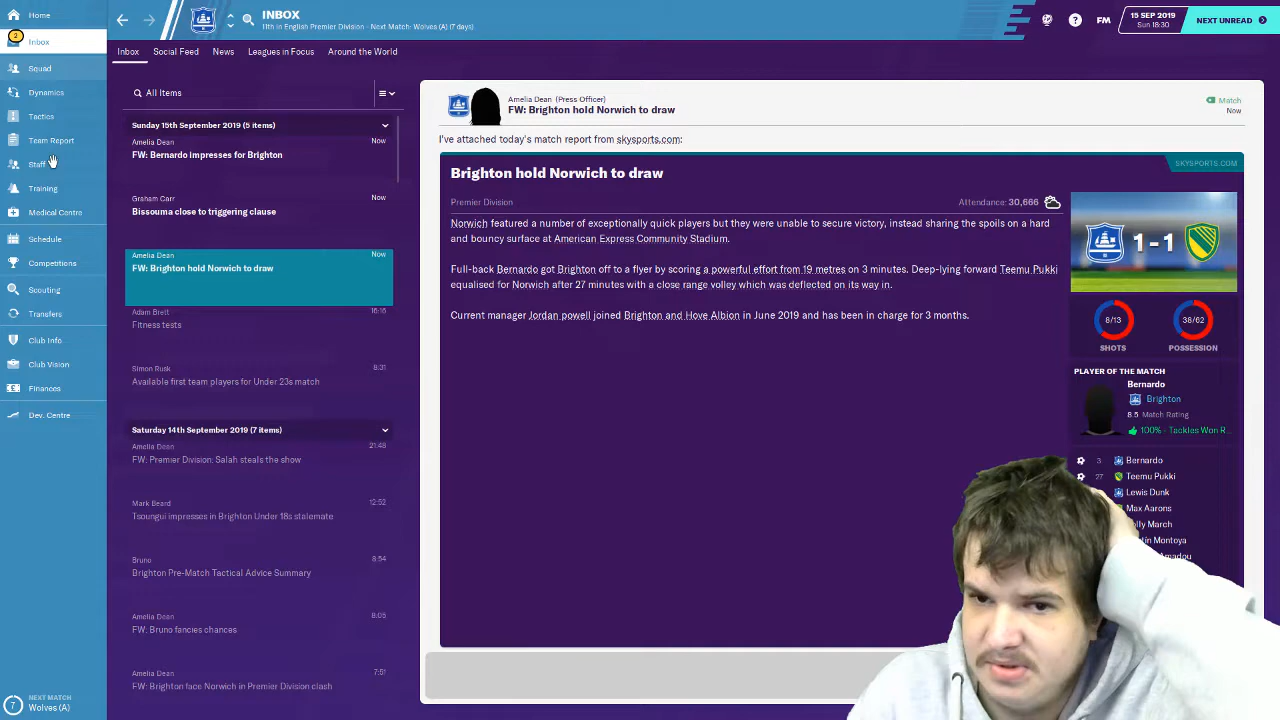 Home
2
Inbox
Squad
Dynamics
Tactics
Team Report
Staff
Training
Medical Centre
Schedule
Competitions
Scouting
Transfers
Club Info
Club Vision
Finances
Dev. Centre
7
NEXT MATCH
Wolves (A)
INBOX
11th in English Premier Division - Next Match: Wolves (A) (7 days)
?
FM
15 SEP 2019
Sun 18:30
NEXT UNREAD
Inbox Social Feed News Leagues in Focus Around the World
All Items
Sunday 15th September 2019 (5 items)
Amelia Dean Now
FW: Bernardo impresses for Brighton
Graham Carr Now
Bissouma close to triggering clause
Amelia Dean Now
FW: Brighton hold Norwich to draw
Adam Brett 16:16
Fitness tests
Simon Rusk 8:31
Available first team players for Under 23s match
Saturday 14th September 2019 (7 items)
Amelia Dean 21:48
FW: Premier Division: Salah steals the show
Mark Beard 12:52
Tsoungui impresses in Brighton Under 18s stalemate
Bruno 8:54
Brighton Pre-Match Tactical Advice Summary
Amelia Dean 8:05
FW: Bruno fancies chances
Amelia Dean 7:51
FW: Brighton face Norwich in Premier Division clash
Amelia Dean (Press Officer)
FW: Brighton hold Norwich to draw
Match
Now
I've attached today's match report from skysports.com:
SKYSPORTS.COM
Brighton hold Norwich to draw
Premier Division
Attendance: 30,666
Norwich featured a number of exceptionally quick players but they were unable to secure victory, instead sharing the spoils on a hard
and bouncy surface at American Express Community Stadium.
Full-back Bernardo got Brighton off to a flyer by scoring a powerful effort from 19 metres on 3 minutes. Deep-lying forward Teemu Pukki
equalised for Norwich after 27 minutes with a close range volley which was deflected on its way in.
Current manager Jordan powell joined Brighton and Hove Albion in June 2019 and has been in charge for 3 months.
1-1
8/13
38/62
SHOTS
POSSESSION
PLAYER OF THE MATCH
Bernardo
Brighton
8.5 Match Rating
100% - Tackles Won R...
3 Bernardo
27 Teemu Pukki
Lewis Dunk
Max Aarons
March
Montoya
Amadou